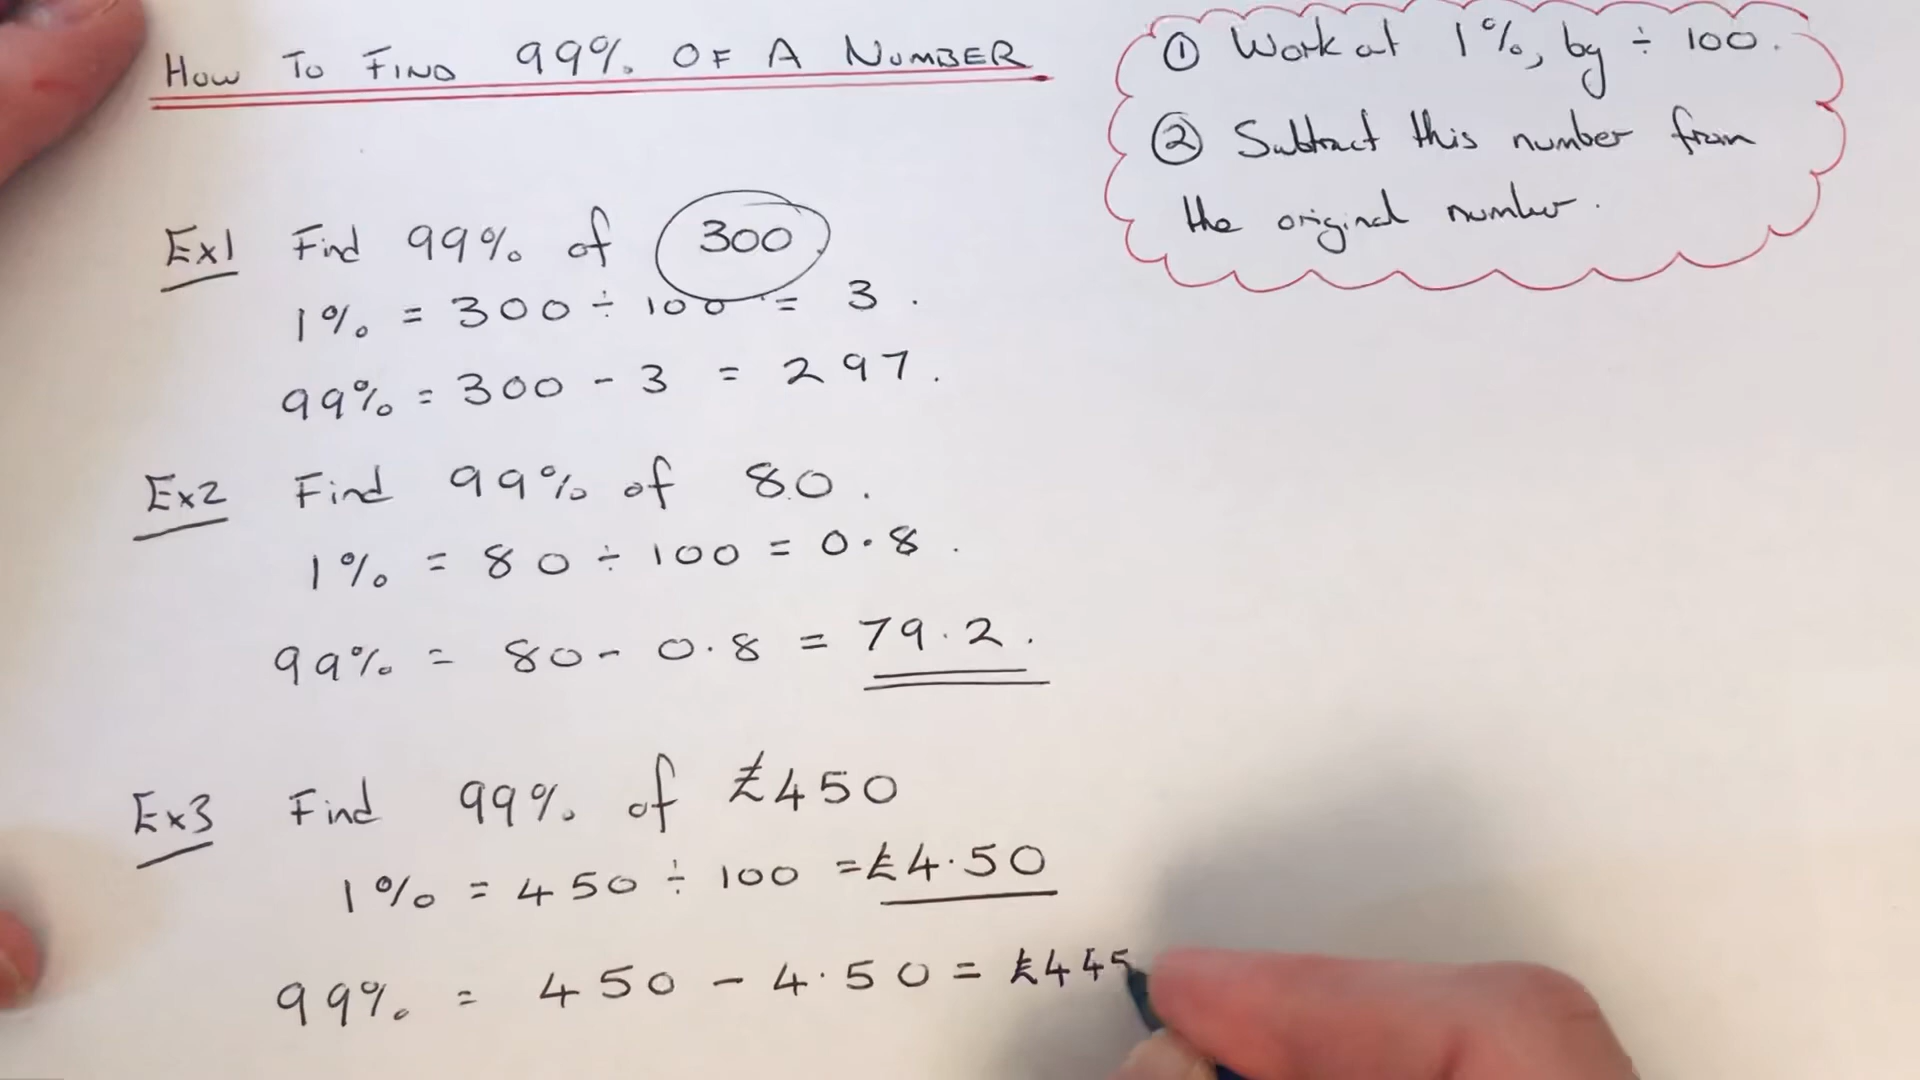 How To Find 99% Of A Number
① Work out 1%, by ÷ 100.
② Subtract this number from
the original number.
Ex1 Find 99% of 300
1% = 300 ÷ 100 = 3.
99% = 300 - 3 = 297.
Ex2 Find 99% of 80.
1% = 80 ÷ 100 = 0.8.
99% = 80 - 0.8 = 79.2.
Ex3 Find 99% of £450
1% = 450 ÷ 100 = £4.50
99% = 450 - 4.50 = £445